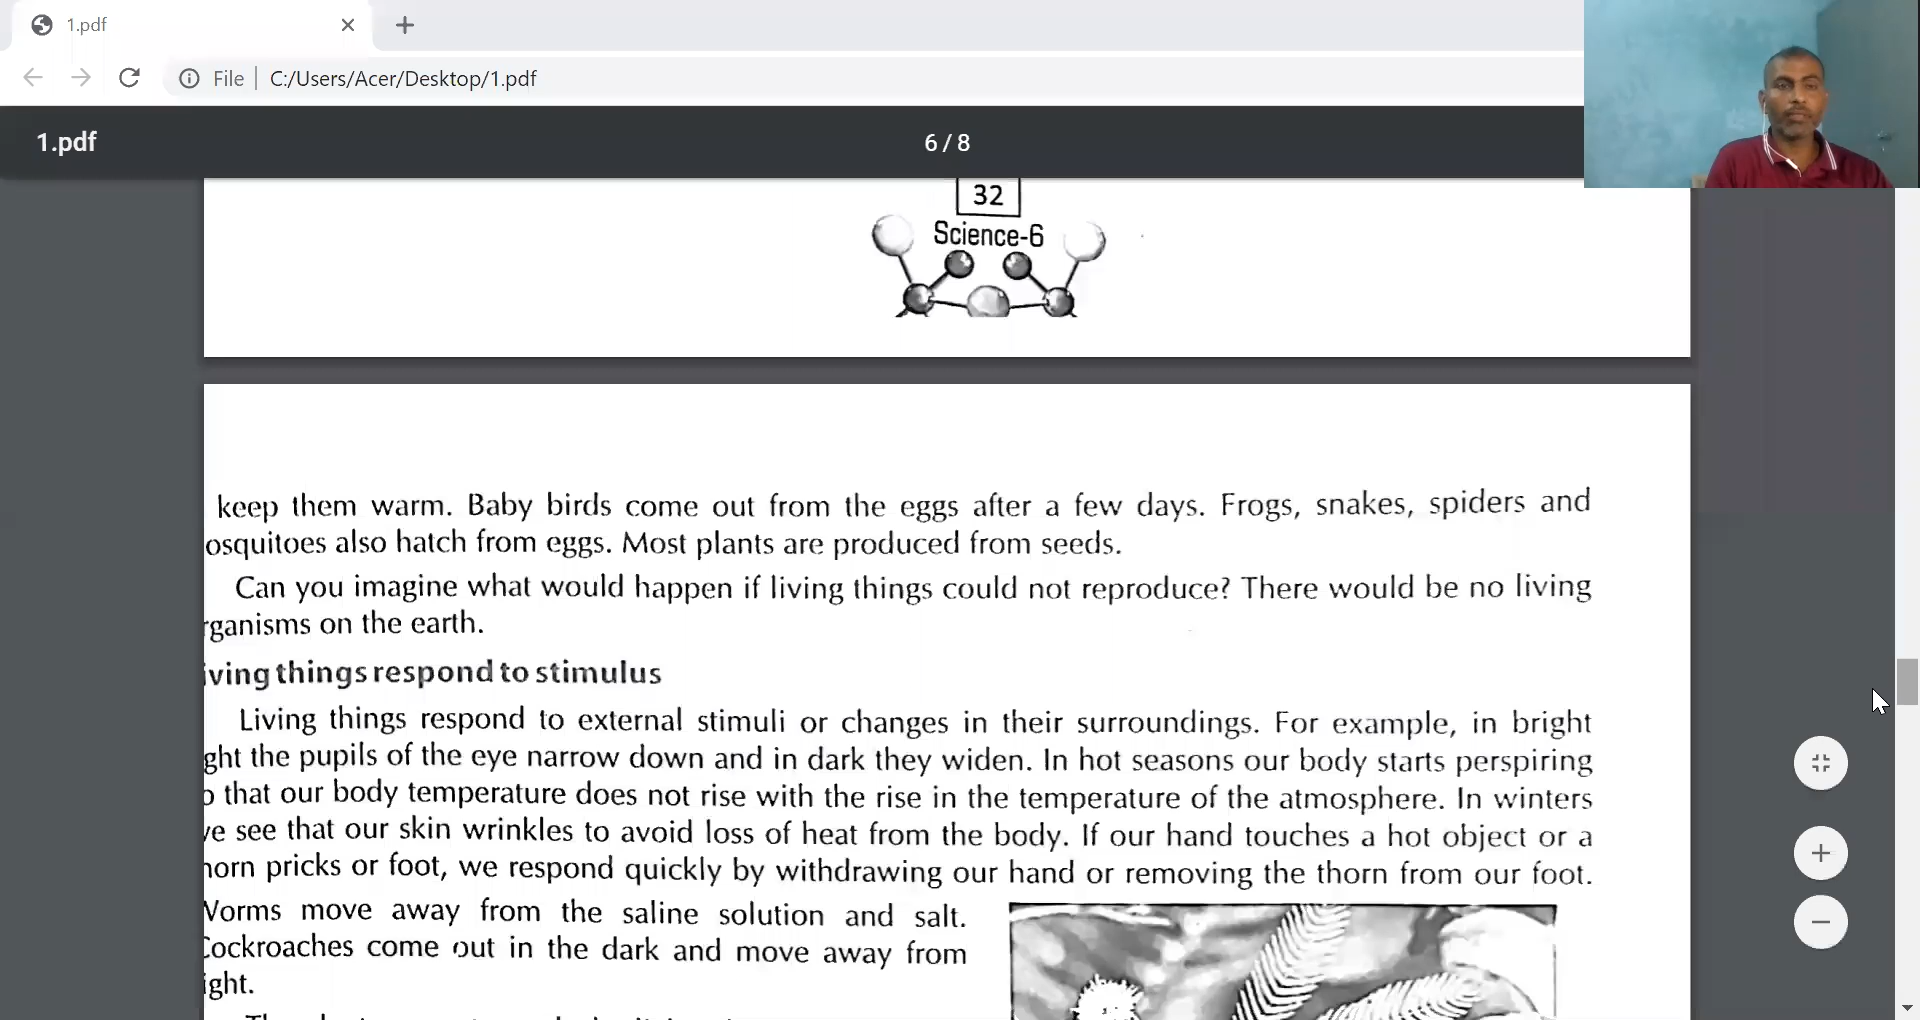 1.pdf
File
C:/Users/Acer/Desktop/1.pdf
1.pdf
6 / 8
32
Science-6
keep them warm. Baby birds come out from the eggs after a few days. Frogs, snakes, spiders and
osquitoes also hatch from eggs. Most plants are produced from seeds.
Can you imagine what would happen if living things could not reproduce? There would be no living
rganisms on the earth.
iving things respond to stimulus
Living things respond to external stimuli or changes in their surroundings. For example, in bright
ght the pupils of the eye narrow down and in dark they widen. In hot seasons our body starts perspiring
o that our body temperature does not rise with the rise in the temperature of the atmosphere. In winters
ve see that our skin wrinkles to avoid loss of heat from the body. If our hand touches a hot object or a
horn pricks or foot, we respond quickly by withdrawing our hand or removing the thorn from our foot.
Worms move away from the saline solution and salt.
Cockroaches come out in the dark and move away from
ight.